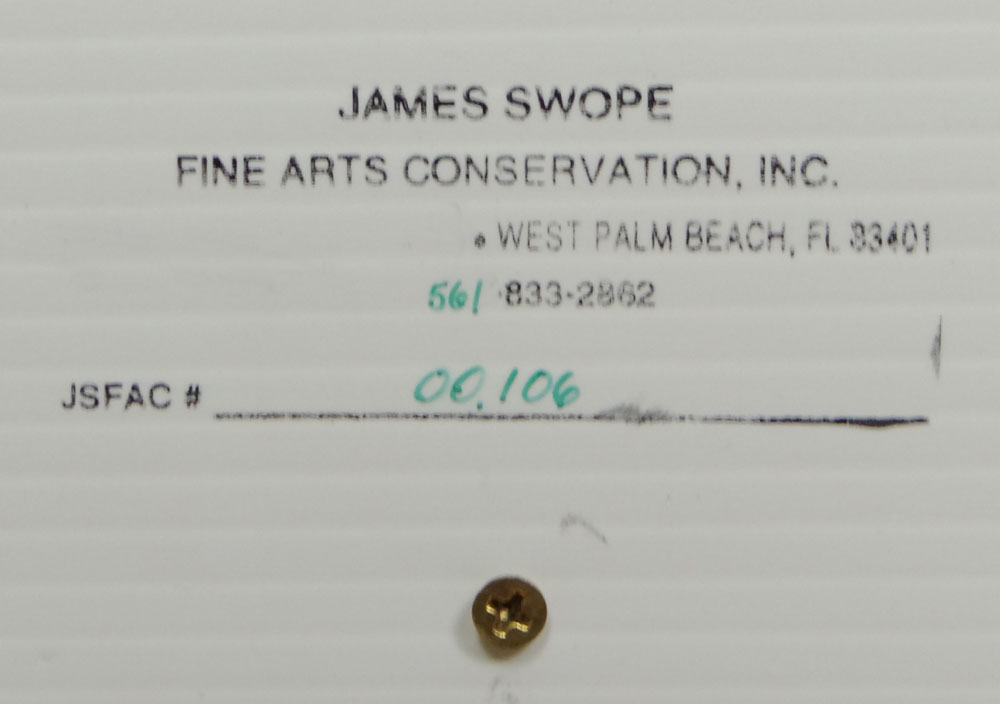 JAMES SWOPE
FINE ARTS CONSERVATION, INC.
• WEST PALM BEACH, FL 33401
561 833-2862
JSFAC # 00.106